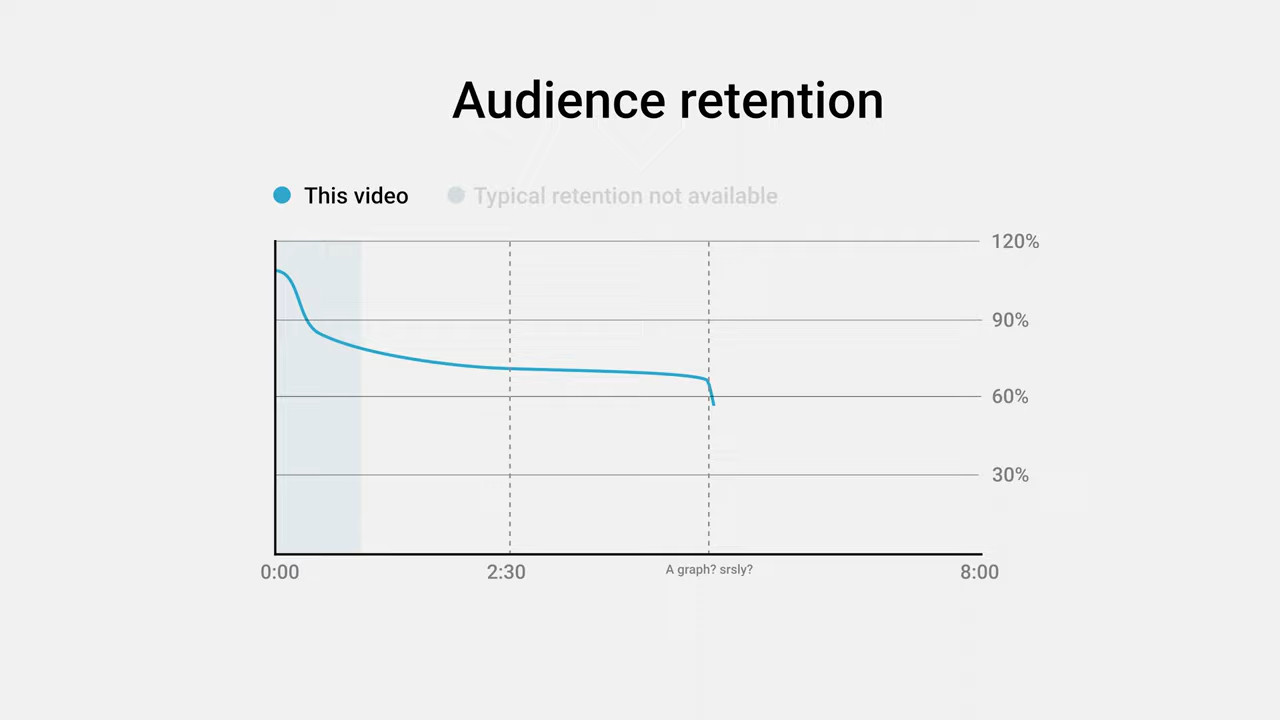 Audience retention
This video
Typical retention not available
120%
90%
60%
30%
0:00
2:30
A graph? srsly?
8:00